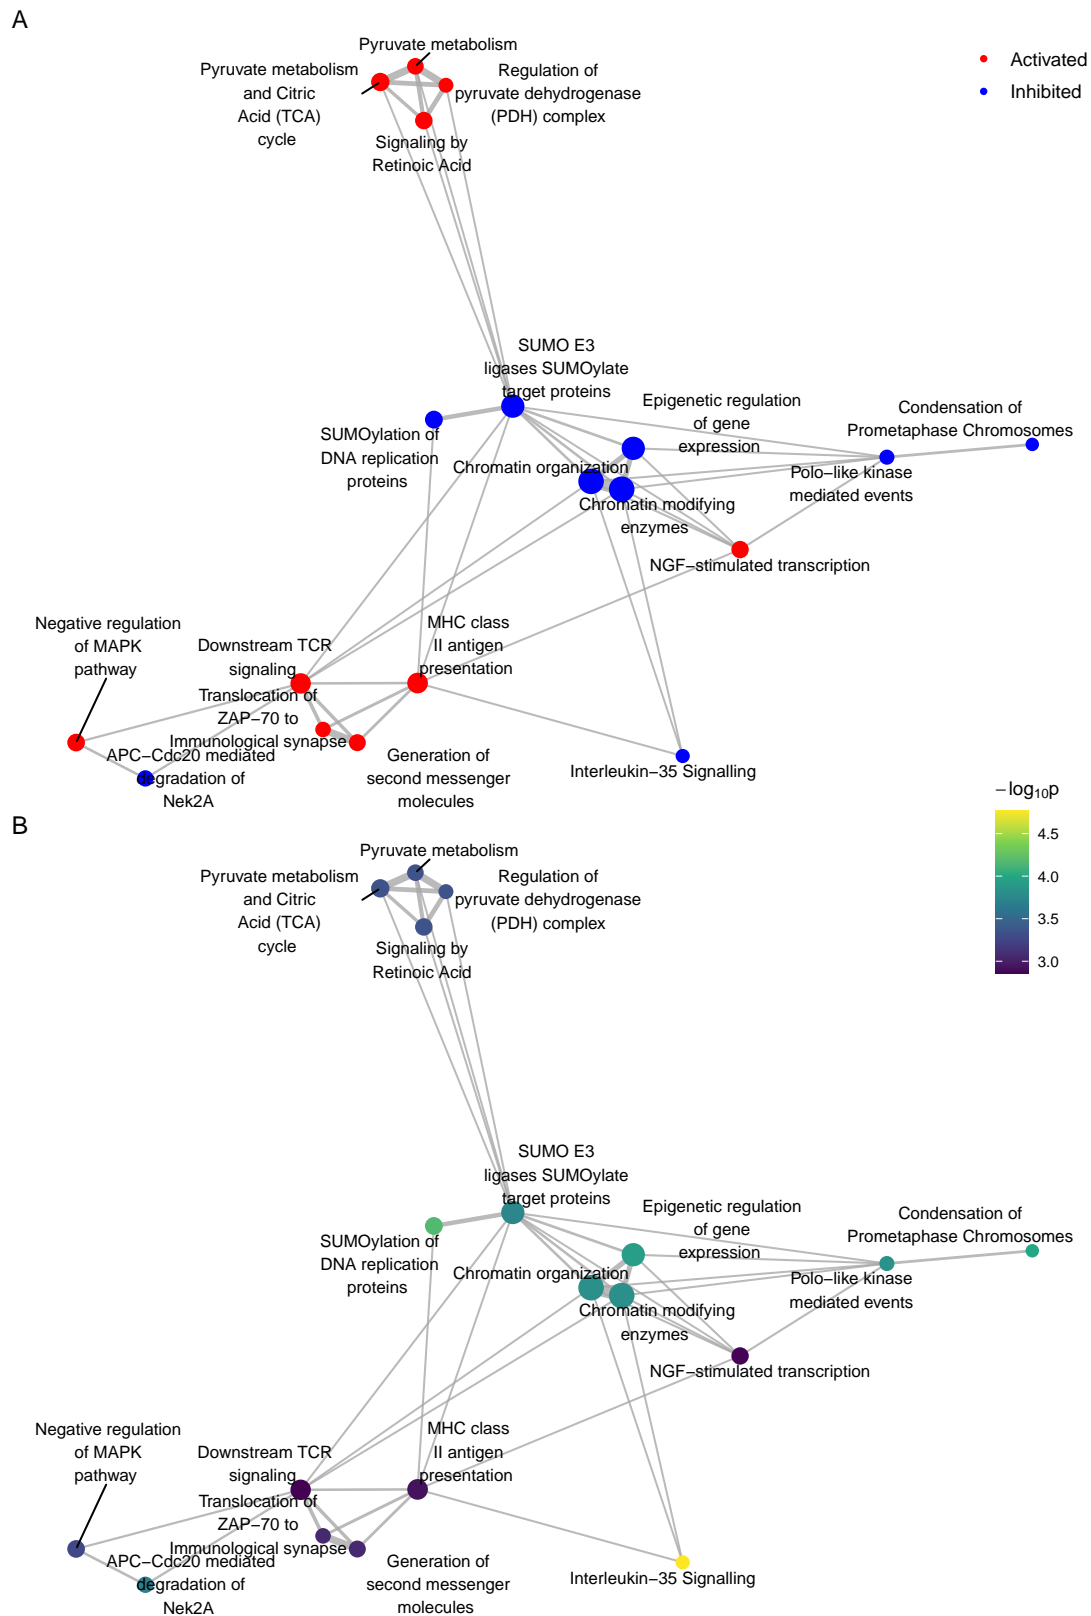 A
Pyruvate metabolism
Pyruvate metabolism
and Citric
Acid (TCA)
cycle
Regulation of
pyruvate dehydrogenase
(PDH) complex
Signaling by
Retinoic Acid
Activated
Inhibited
SUMO E3
ligases SUMOylate
target proteins
SUMOylation of
DNA replication
proteins
Epigenetic regulation
of gene
expression
Condensation of
Prometaphase Chromosomes
Chromatin organization
Polo−like kinase
mediated events
Chromatin modifying
enzymes
NGF−stimulated transcription
Negative regulation
of MAPK
pathway
Downstream TCR
signaling
MHC class
II antigen
presentation
Translocation of
ZAP−70 to
Immunological synapse
APC−Cdc20 mediated
degradation of
Nek2A
Generation of
second messenger
molecules
Interleukin−35 Signalling
−log₁₀p
4.5
4.0
3.5
3.0
B
Pyruvate metabolism
Pyruvate metabolism
and Citric
Acid (TCA)
cycle
Regulation of
pyruvate dehydrogenase
(PDH) complex
Signaling by
Retinoic Acid
SUMO E3
ligases SUMOylate
target proteins
SUMOylation of
DNA replication
proteins
Epigenetic regulation
of gene
expression
Condensation of
Prometaphase Chromosomes
Chromatin organization
Polo−like kinase
mediated events
Chromatin modifying
enzymes
NGF−stimulated transcription
Negative regulation
of MAPK
pathway
Downstream TCR
signaling
MHC class
II antigen
presentation
Translocation of
ZAP−70 to
Immunological synapse
APC−Cdc20 mediated
degradation of
Nek2A
Generation of
second messenger
molecules
Interleukin−35 Signalling